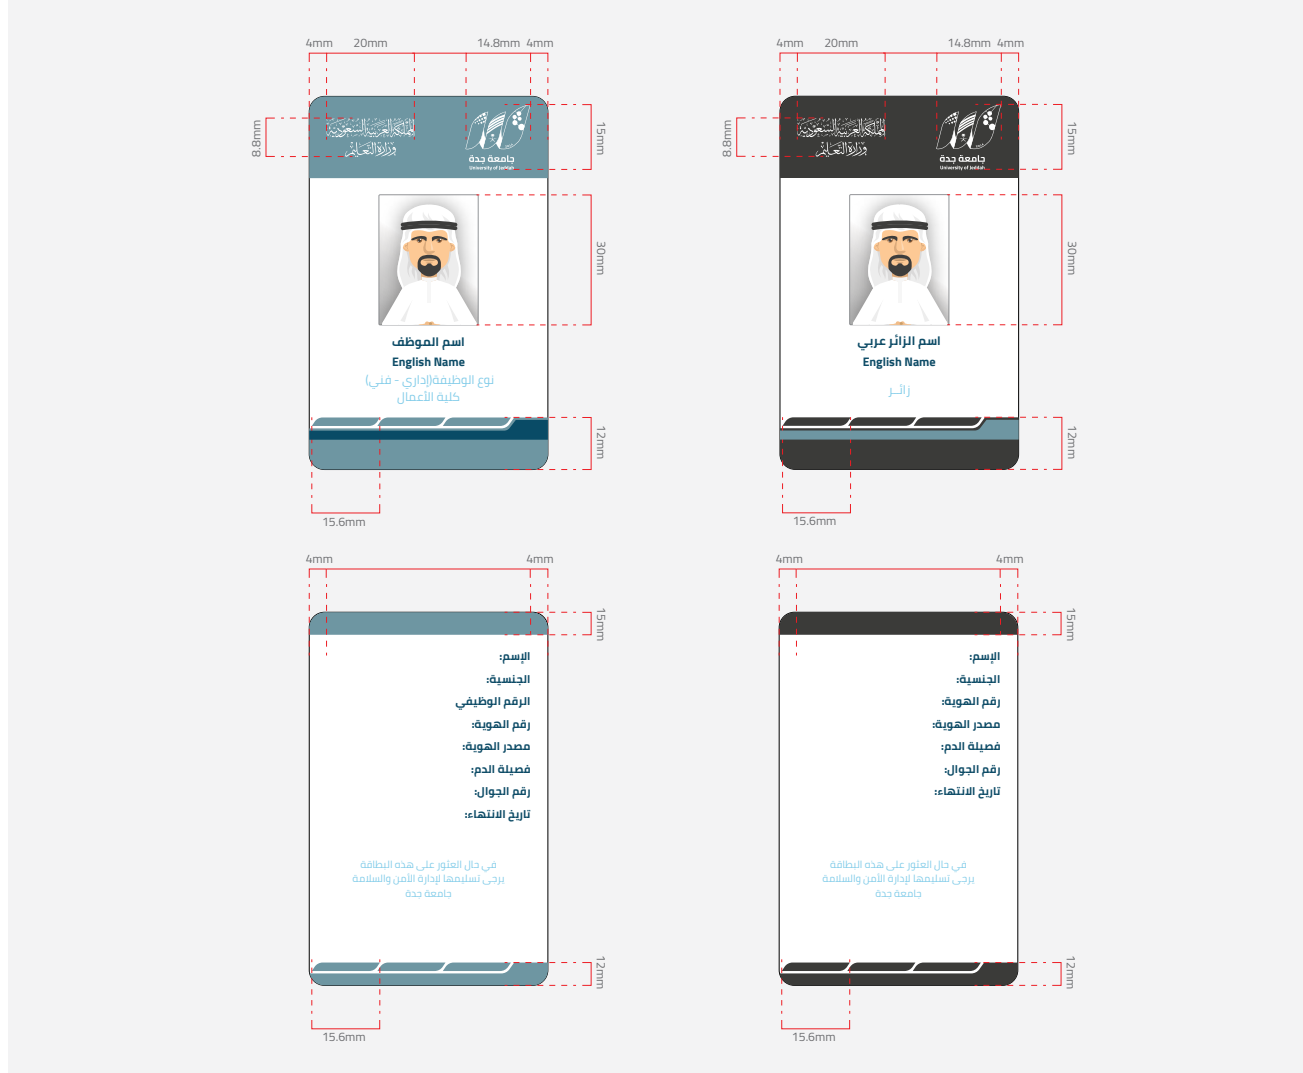 4mm 20mm 14.8mm 4mm
8.8mm
المملكة العربية السعودية
وزارة التعليم
جامعة جدة
University of Jeddah
15mm
30mm
اسم الموظف
English Name
نوع الوظيفة(إداري - فني)
كلية الأعمال
12mm
15.6mm
4mm 20mm 14.8mm 4mm
8.8mm
المملكة العربية السعودية
وزارة التعليم
جامعة جدة
University of Jeddah
15mm
30mm
اسم الزائر عربي
English Name
زائــر
12mm
15.6mm
4mm 4mm
15mm
الإسم:
الجنسية:
الرقم الوظيفي
رقم الهوية:
مصدر الهوية:
فصيلة الدم:
رقم الجوال:
تاريخ الانتهاء:
في حال العثور على هذه البطاقة
يرجى تسليمها لإدارة الأمن والسلامة
جامعة جدة
12mm
15.6mm
4mm 4mm
15mm
الإسم:
الجنسية:
رقم الهوية:
مصدر الهوية:
فصيلة الدم:
رقم الجوال:
تاريخ الانتهاء:
في حال العثور على هذه البطاقة
يرجى تسليمها لإدارة الأمن والسلامة
جامعة جدة
12mm
15.6mm